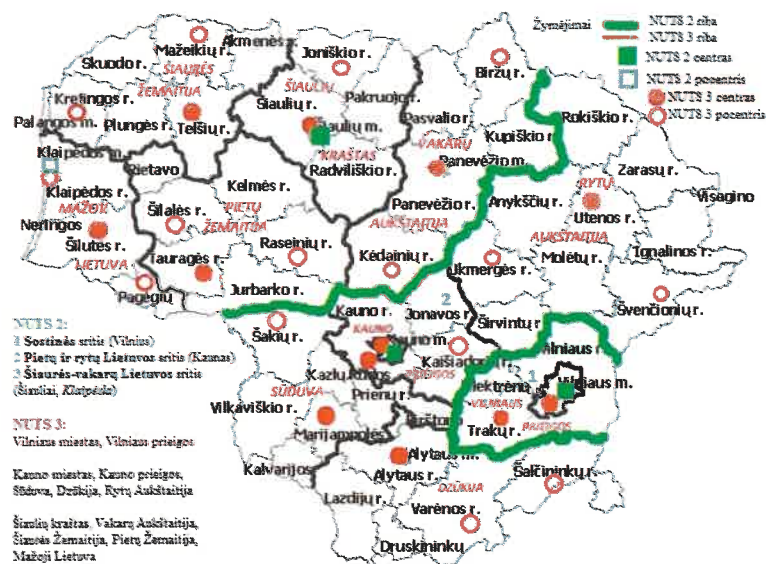 Žymėjimai
NUTS 2 riba
NUTS 3 riba
NUTS 2 centras
NUTS 2 pocentris
NUTS 3 centras
NUTS 3 pocentris
Akmenės r.
Mažeikių r.
Skuodo r.
ŠIAURĖS
ŽEMAITIJA
Joniškio r.
Biržų r.
ŠIAULIŲ
Šiaulių r.
Pakruojo r.
Pasvalio r.
Rokiškio r.
Kretingos r.
Palangos m.
Plungės r.
Telšių r.
Šiaulių m.
KRAŠTAS
Radviliškio r.
VAKARŲ
Kupiškio r.
Panevėžio m.
Klaipėdos m.
Rietavo
Klaipėdos r.
Kelmės r.
Zarasų r.
Visagino
RYTŲ
Utenos r.
Anykščių r.
Panevėžio r.
AUKŠTAITIJA
AUKŠTAITIJA
MAŽOJI
Neringos
Šilalės r.
PIETŲ
ŽEMAITIJA
Šilutės r.
LIETUVA
Tauragės r.
Raseinių r.
Kėdainių r.
Ukmergės r.
Molėtų r.
Ignalinos r.
Švenčionių r.
Pagėgių
Jurbarko r.
Kauno r.
2
Jonavos r.
Širvintų r.
Šakių r.
KAUNO
Kauno m.
Kaišiadorių r.
PRIEIGOS
Vilniaus r.
Kazlų Rūdos
Elektrėnų
1
Vilniaus m.
SŪDUVA
Prienų r.
VILNIAUS
PRIEIGOS
Vilkaviškio r.
Birštono
Trakų r.
Marijampolės
Alytaus m.
Kalvarijos
Alytaus r.
Šalčininkų r.
Lazdijų r.
DZŪKIJA
Varėnos r.
Druskininkų
NUTS 2:
1 Sostinės sritis (Vilnius)
2 Pietų ir rytų Lietuvos sritis (Kaunas)
3 Šiaurės-vakarų Lietuvos sritis
(Šiauliai, Klaipėda)
NUTS 3:
Vilniaus miestas, Vilniaus prieigos
Kauno miestas, Kauno prieigos,
Sūduva, Dzūkija, Rytų Aukštaitija
Šiaulių kraštas, Vakarų Aukštaitija,
Šiaurės Žemaitija, Pietų Žemaitija,
Mažoji Lietuva